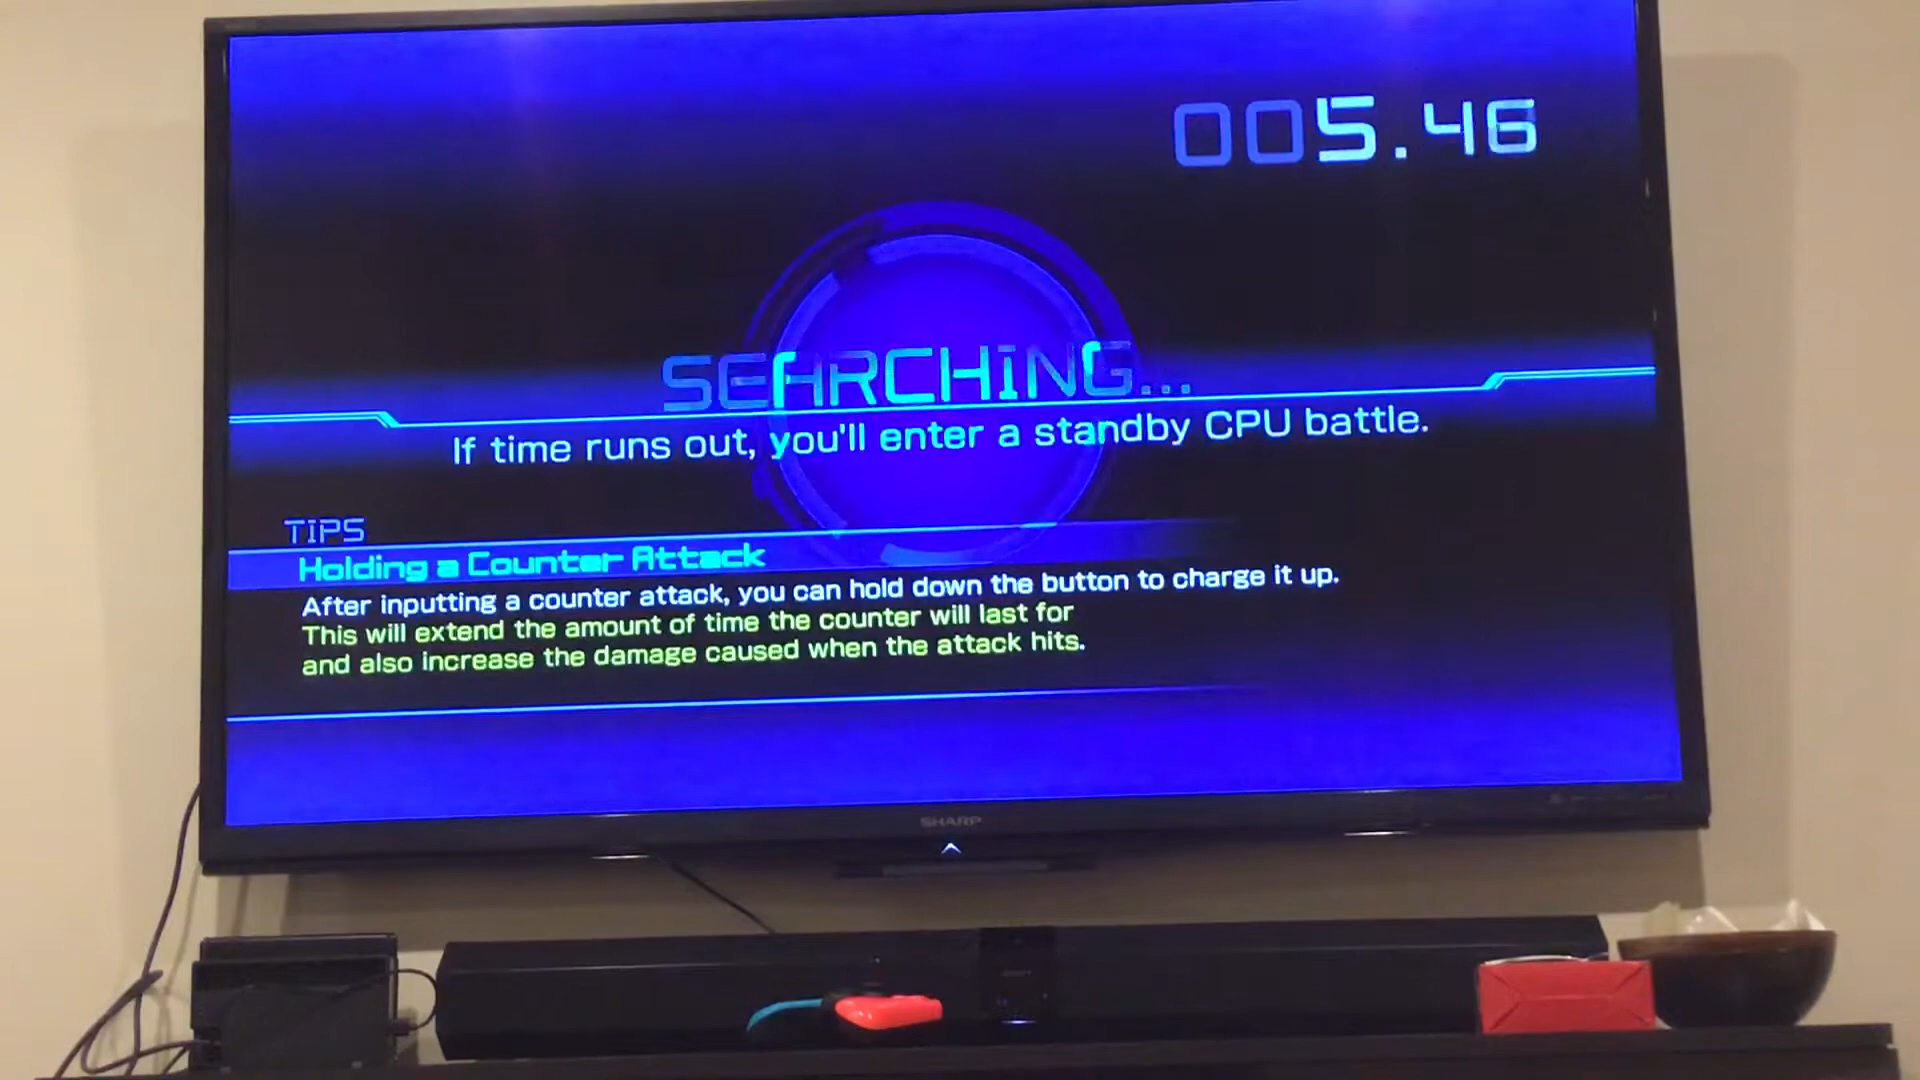 005.46
SEARCHING...
If time runs out, you'll enter a standby CPU battle.
TIPS
Holding a Counter Attack
After inputting a counter attack, you can hold down the button to charge it up.
This will extend the amount of time the counter will last for
and also increase the damage caused when the attack hits.
SHARP